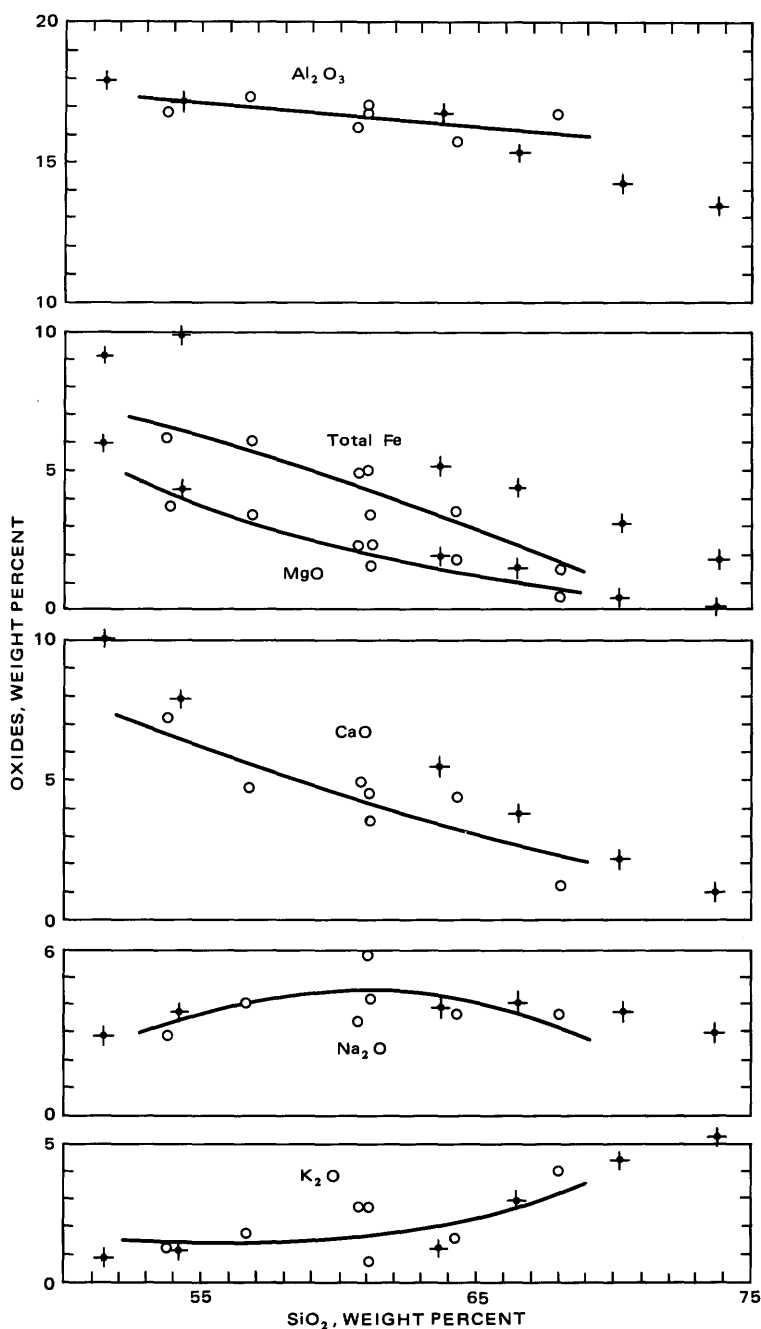 20
Al₂O₃
15
10
10
Total Fe
5
MgO
0
10
CaO
5
0
6
Na₂O
0
5
K₂O
0
55
65
75
SiO₂, WEIGHT PERCENT
OXIDES, WEIGHT PERCENT